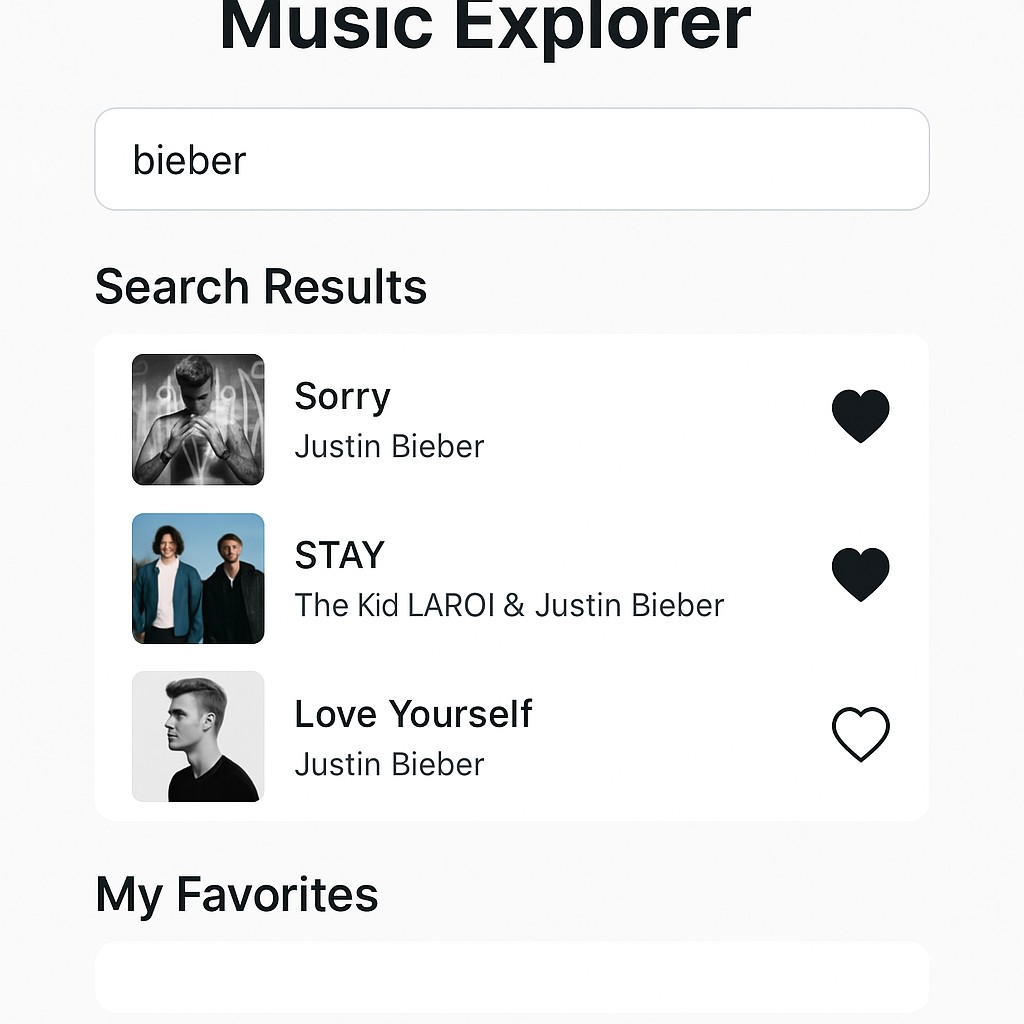 Music Explorer
bieber
Search Results
Sorry
Justin Bieber
STAY
The Kid LAROI & Justin Bieber
Love Yourself
Justin Bieber
My Favorites